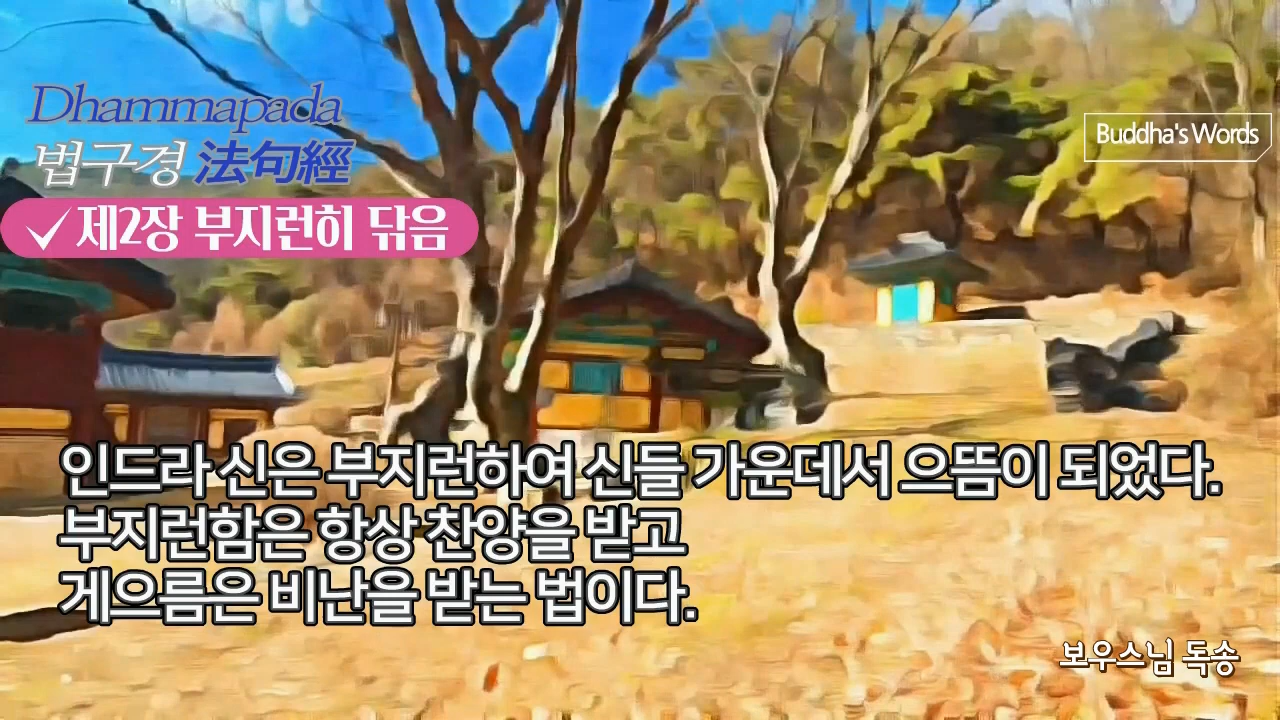 Dhammapada
법구경 法句經
Buddha's Words
제2장 부지런히 닦음
인드라 신은 부지런하여 신들 가운데서 으뜸이 되었다.
부지런함은 항상 찬양을 받고
게으름은 비난을 받는 법이다.
보우스님 독송